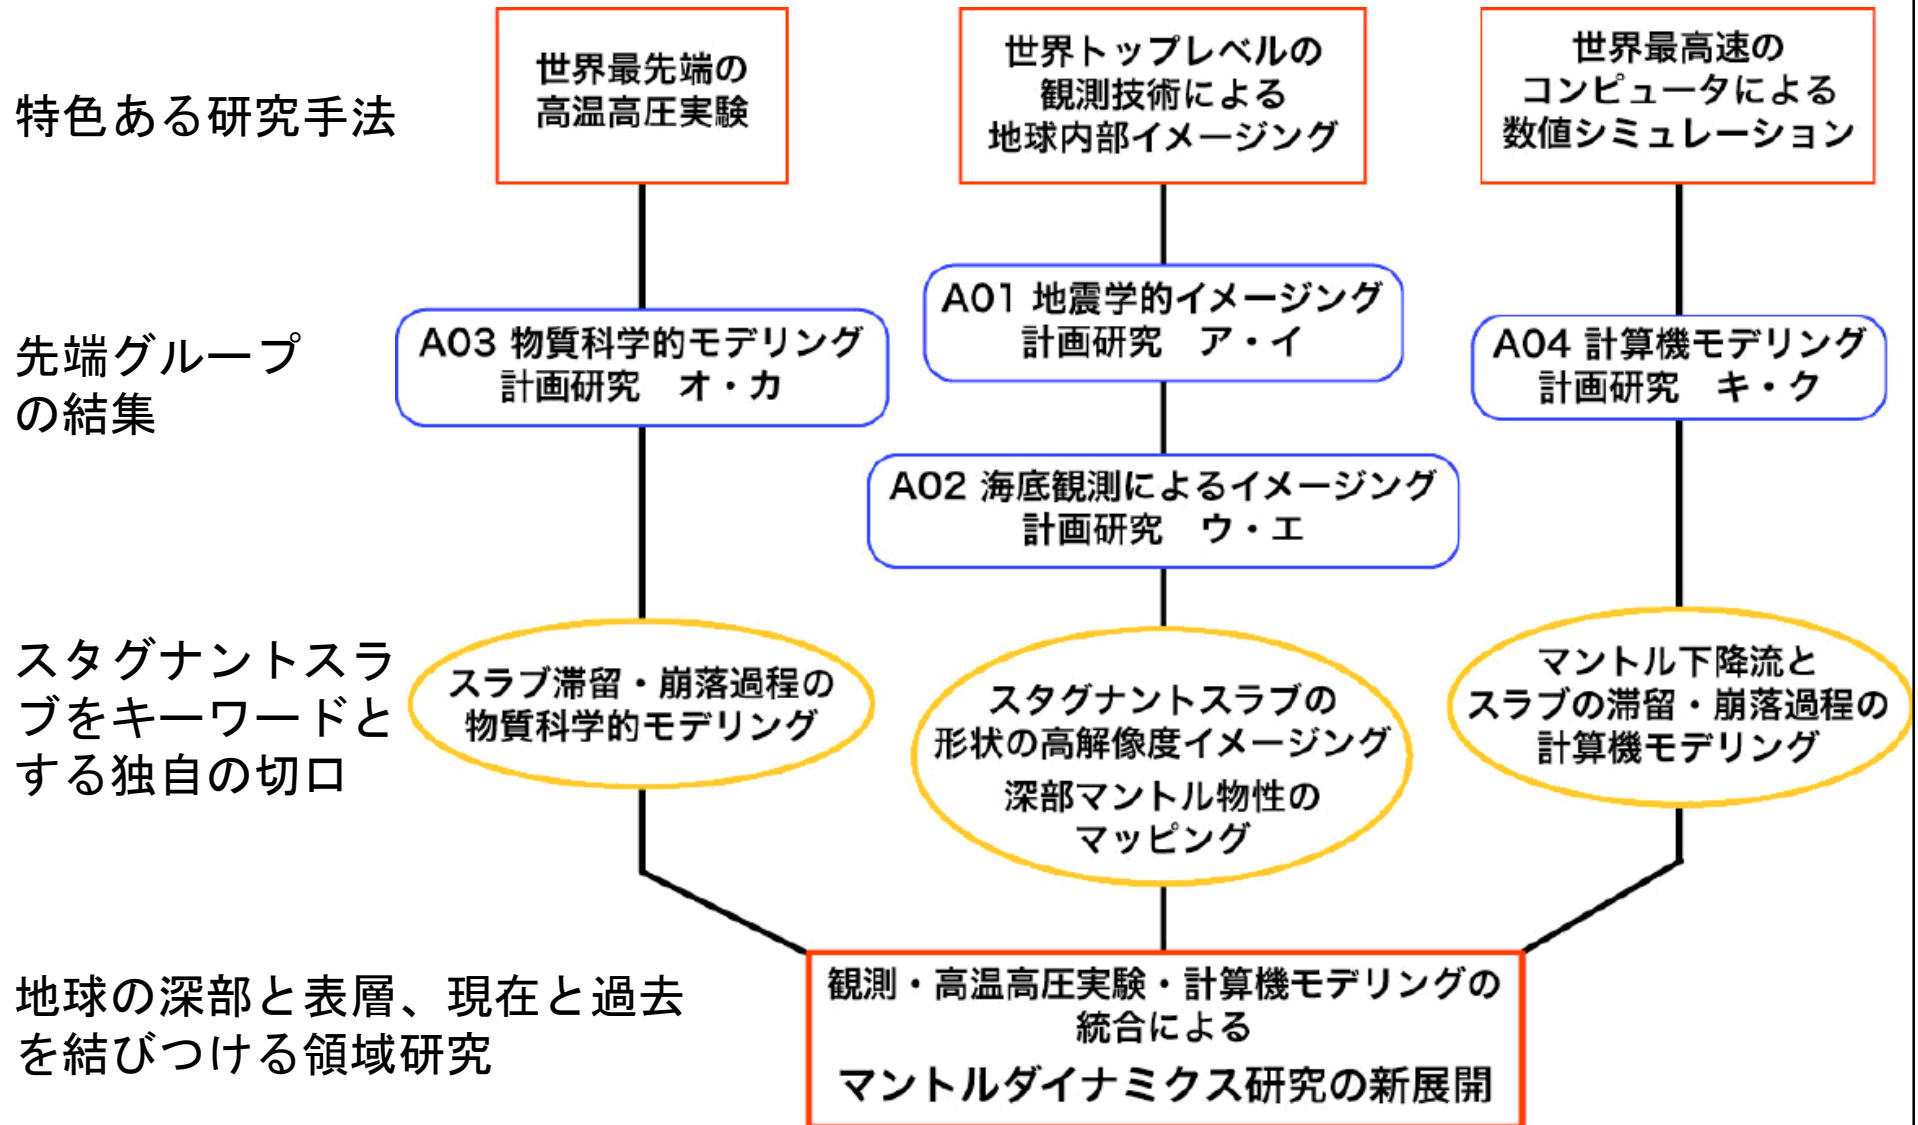 特色ある研究手法
世界最先端の
高温高圧実験
世界トップレベルの
観測技術による
地球内部イメージング
世界最高速の
コンピュータによる
数値シミュレーション
先端グループ
の結集
A03 物質科学的モデリング
計画研究　オ・カ
A01 地震学的イメージング
計画研究　ア・イ
A02 海底観測によるイメージング
計画研究　ウ・エ
A04 計算機モデリング
計画研究　キ・ク
スタグナントスラ
ブをキーワードと
する独自の切口
スラブ滞留・崩落過程の
物質科学的モデリング
スタグナントスラブの
形状の高解像度イメージング
深部マントル物性の
マッピング
マントル下降流と
スラブの滞留・崩落過程の
計算機モデリング
地球の深部と表層、現在と過去
を結びつける領域研究
観測・高温高圧実験・計算機モデリングの
統合による
マントルダイナミクス研究の新展開